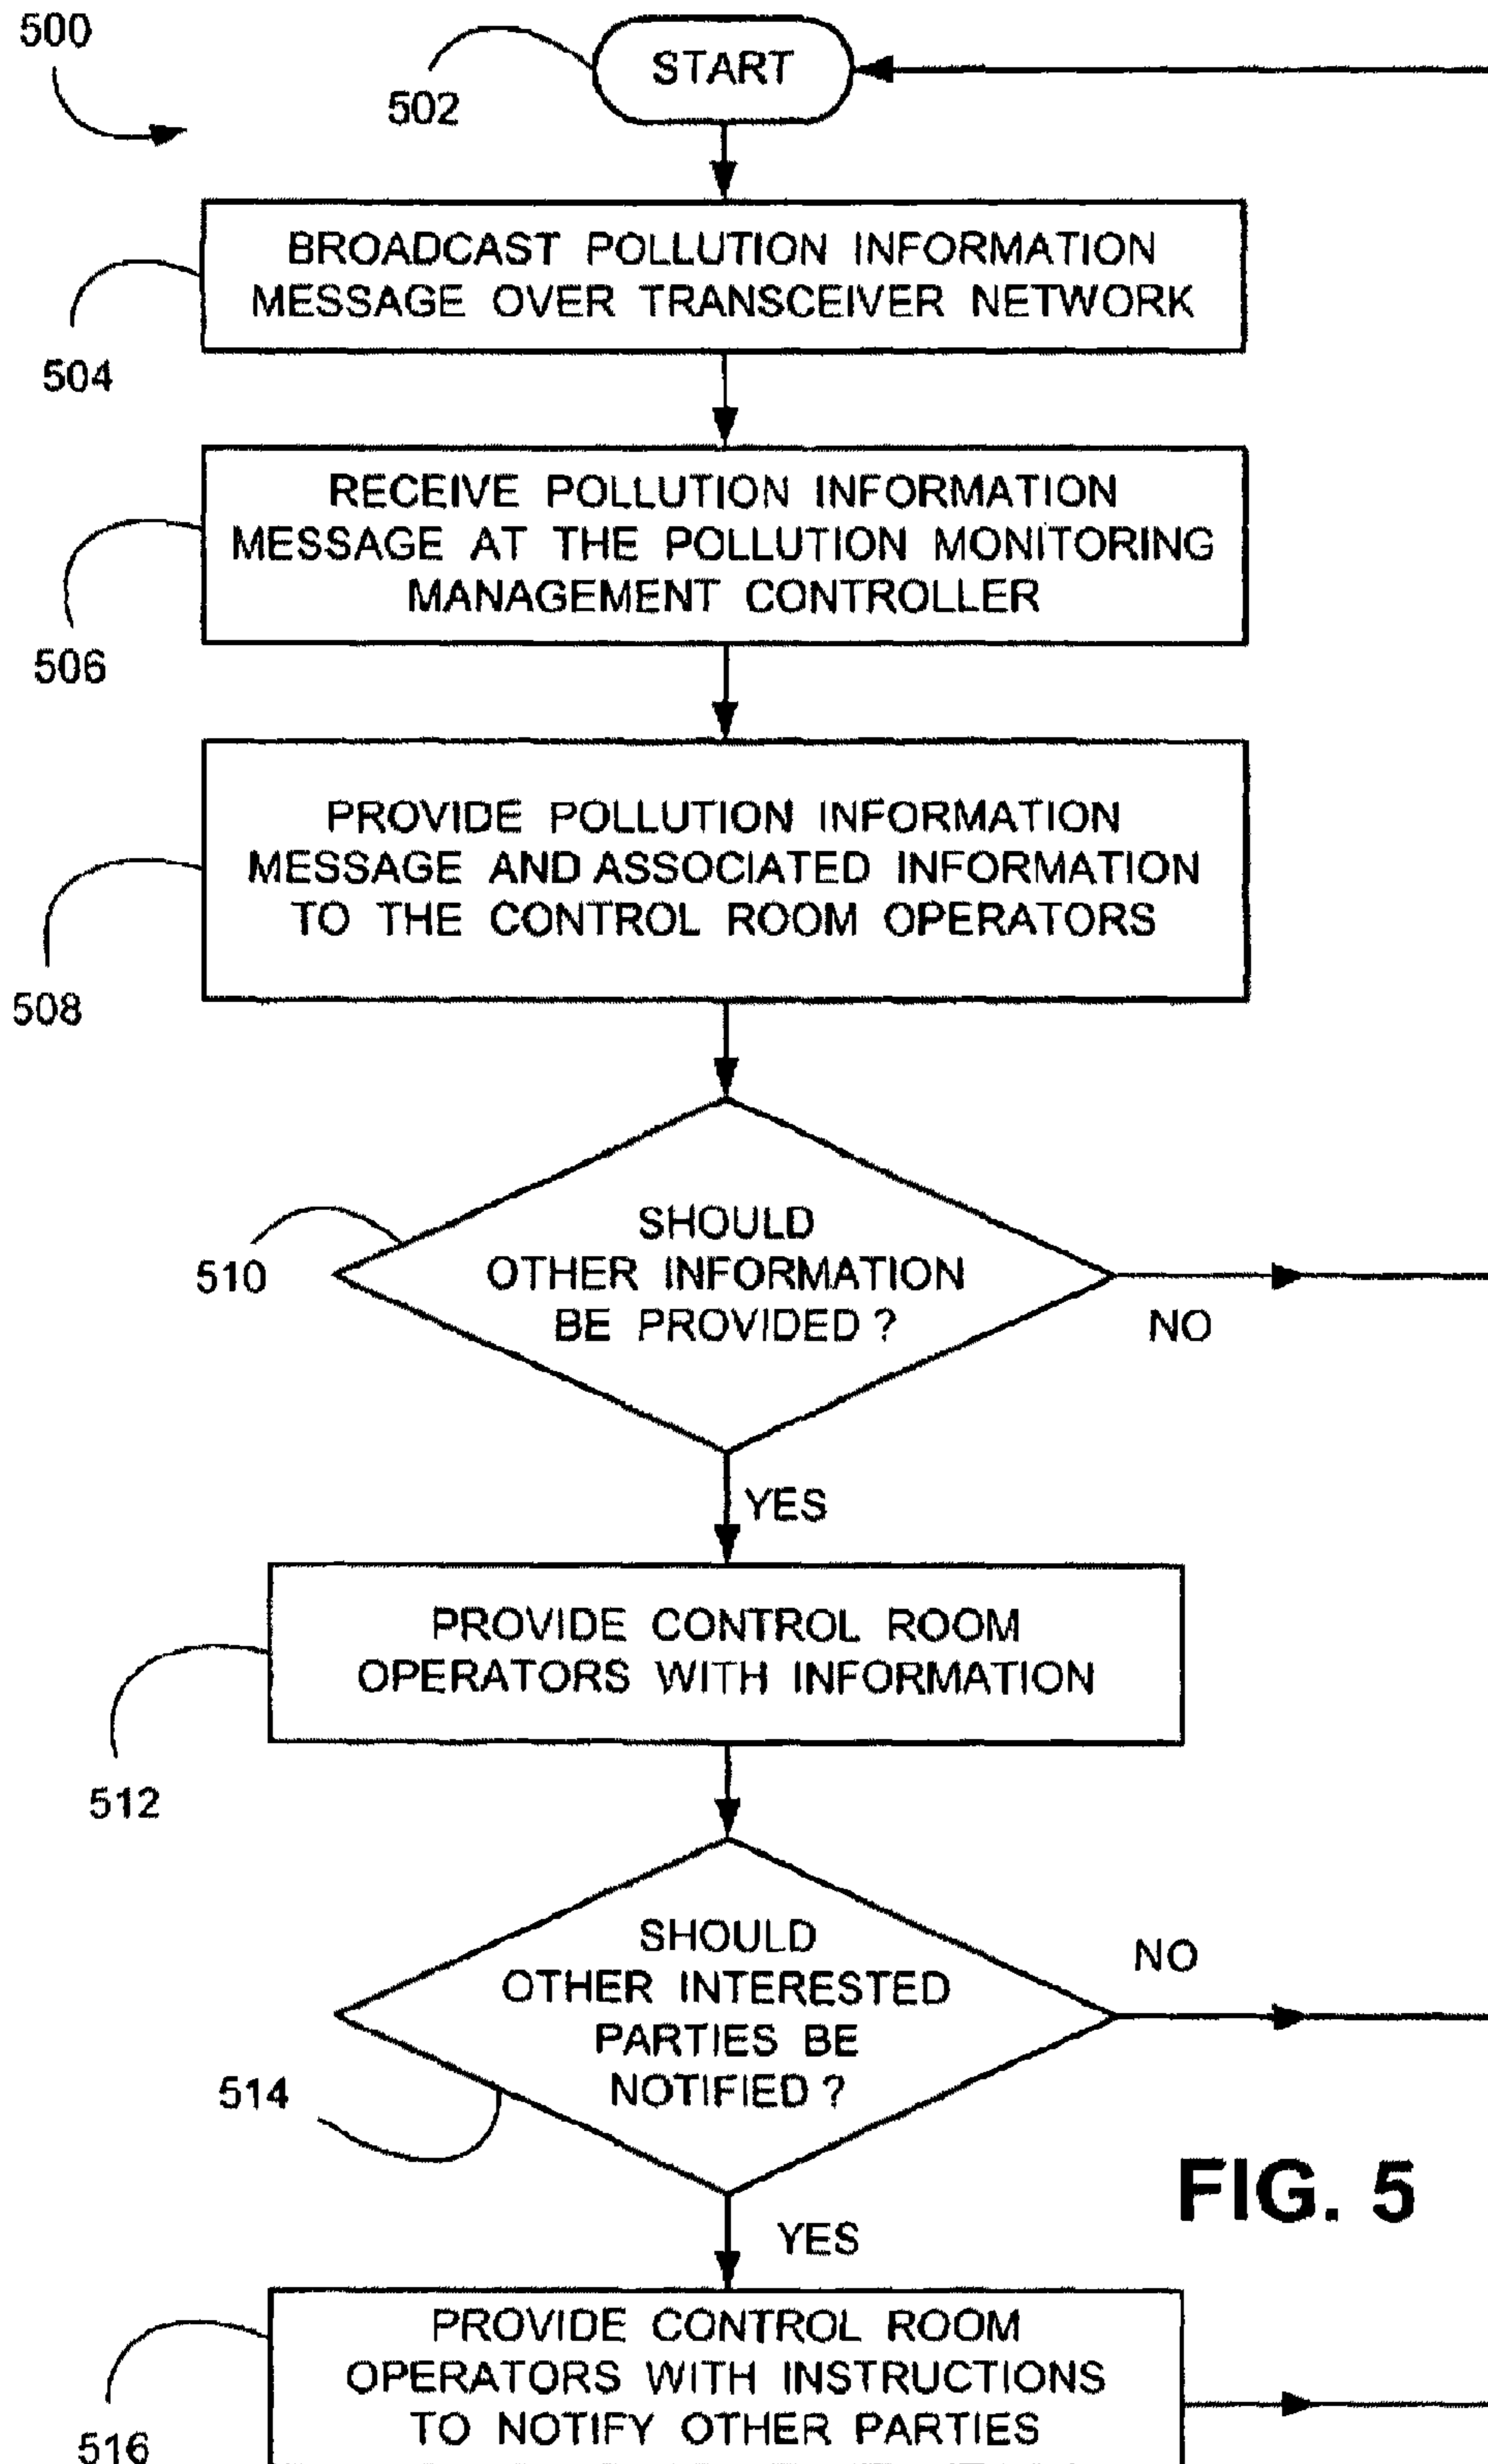 500
502
START
BROADCAST POLLUTION INFORMATION
MESSAGE OVER TRANSCEIVER NETWORK
504
RECEIVE POLLUTION INFORMATION
MESSAGE AT THE POLLUTION MONITORING
MANAGEMENT CONTROLLER
506
PROVIDE POLLUTION INFORMATION
MESSAGE AND ASSOCIATED INFORMATION
TO THE CONTROL ROOM OPERATORS
508
SHOULD
OTHER INFORMATION
BE PROVIDED ?
510
NO
YES
PROVIDE CONTROL ROOM
OPERATORS WITH INFORMATION
512
SHOULD
OTHER INTERESTED
PARTIES BE
NOTIFIED ?
NO
514
FIG. 5
YES
PROVIDE CONTROL ROOM
OPERATORS WITH INSTRUCTIONS
TO NOTIFY OTHER PARTIES
516